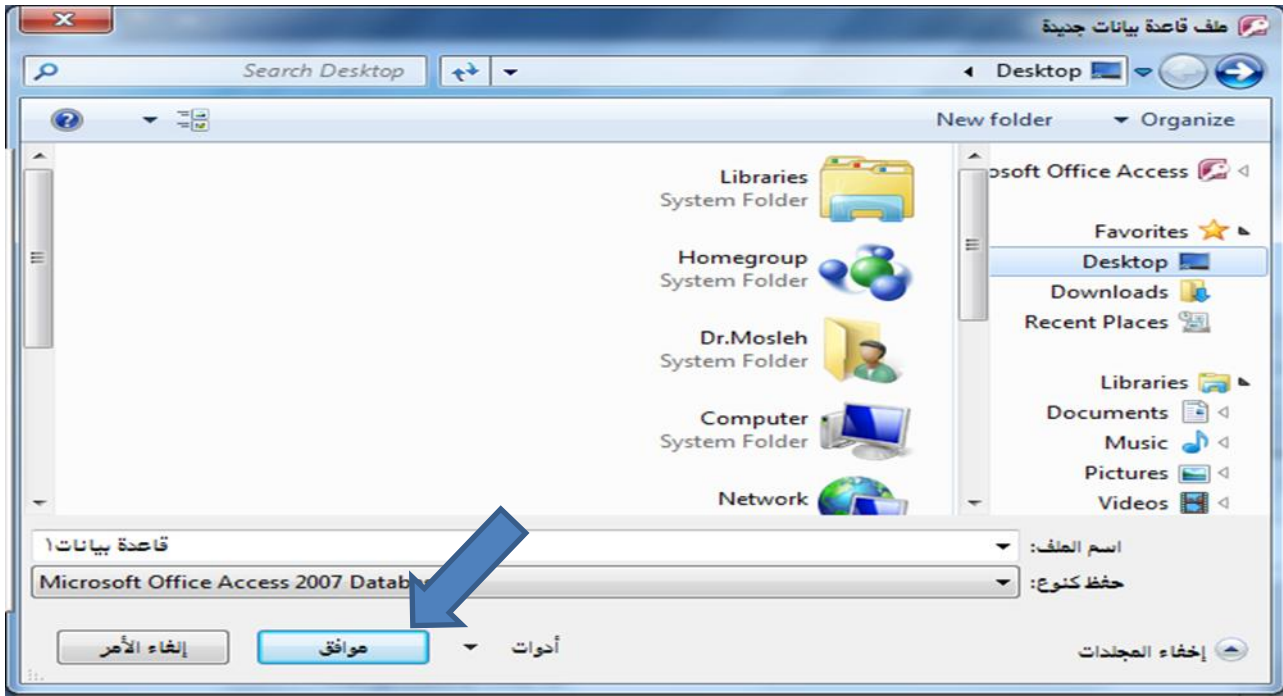 ملف قاعدة بيانات جديدة
Desktop
Search Desktop
Organize
New folder
osoft Office Access
Favorites
Desktop
Downloads
Recent Places
Libraries
Documents
Music
Pictures
Videos
Libraries
System Folder
Homegroup
System Folder
Dr.Mosleh
System Folder
Computer
System Folder
Network
اسم الملف:
قاعدة بيانات١
حفظ كنوع:
Microsoft Office Access 2007
إخفاء المجلدات
أدوات
موافق
إلغاء الأمر